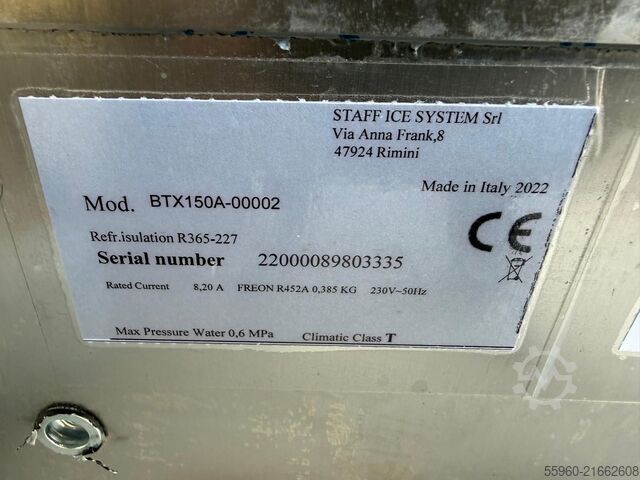 STAFF ICE SYSTEM Srl
Via Anna Frank,8
47924 Rimini
Made in Italy 2022
Mod. BTX150A-00002
CE
Refr.isulation R365-227
Serial number 22000089803335
Rated Current 8,20 A FREON R452A 0,385 KG 230V~50Hz
Max Pressure Water 0,6 MPa Climatic Class T
55960-21662608